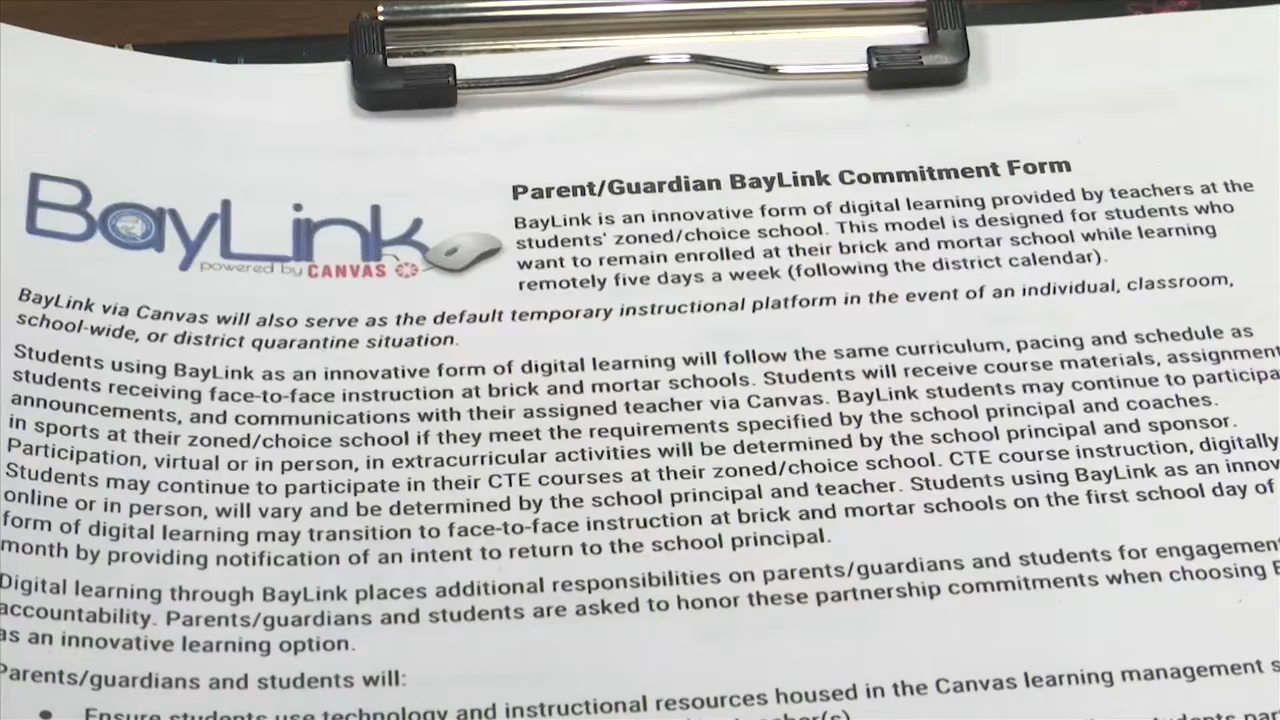 BayLink
powered by CANVAS
Parent/Guardian BayLink Commitment Form
BayLink is an innovative form of digital learning provided by teachers at the
students' zoned/choice school. This model is designed for students who
want to remain enrolled at their brick and mortar school while learning
remotely five days a week (following the district calendar).
BayLink via Canvas will also serve as the default temporary instructional platform in the event of an individual, classroom,
school-wide, or district quarantine situation.
Students using BayLink as an innovative form of digital learning will follow the same curriculum, pacing and schedule as
students receiving face-to-face instruction at brick and mortar schools. Students will receive course materials, assignment
announcements, and communications with their assigned teacher via Canvas. BayLink students may continue to participa
in sports at their zoned/choice school if they meet the requirements specified by the school principal and coaches.
Participation, virtual or in person, in extracurricular activities will be determined by the school principal and sponsor.
Students may continue to participate in their CTE courses at their zoned/choice school. CTE course instruction, digitally
online or in person, will vary and be determined by the school principal and teacher. Students using BayLink as an innov
form of digital learning may transition to face-to-face instruction at brick and mortar schools on the first school day of
month by providing notification of an intent to return to the school principal.
Digital learning through BayLink places additional responsibilities on parents/guardians and students for engagement
accountability. Parents/guardians and students are asked to honor these partnership commitments when choosing
as an innovative learning option.
Parents/guardians and students will:
• Ensure students use technology and instructional resources housed in the Canvas learning management s